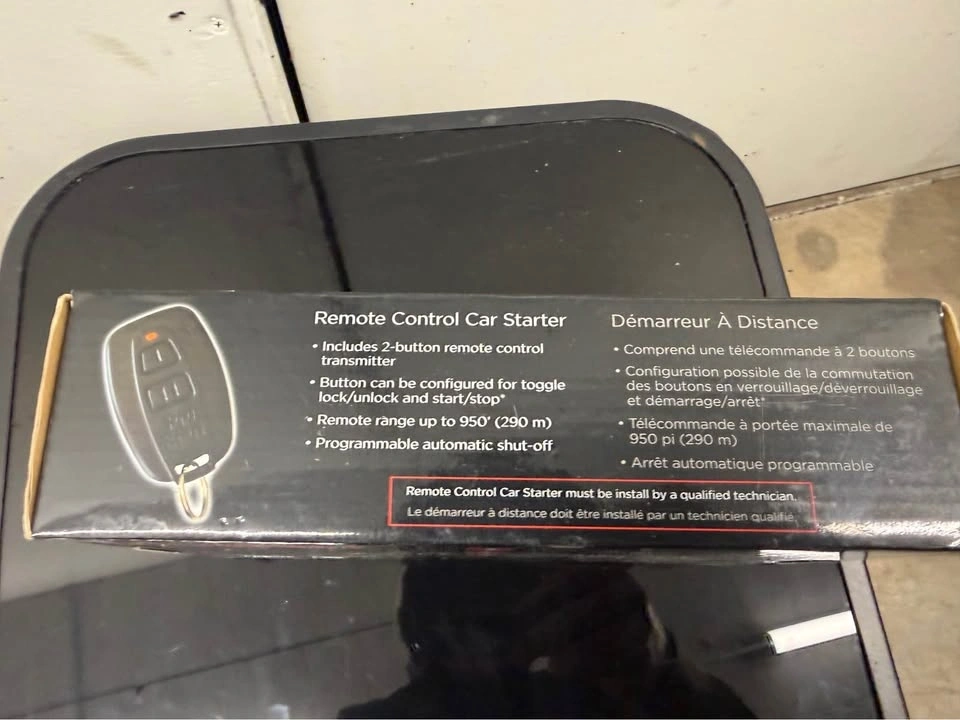 Remote Control Car Starter
• Includes 2-button remote control
transmitter
• Button can be configured for toggle
lock/unlock and start/stop*
• Remote range up to 950' (290 m)
• Programmable automatic shut-off
Démarreur À Distance
• Comprend une télécommande à 2 boutons
• Configuration possible de la commutation
des boutons en verrouillage/déverrouillage
et démarrage/arrêt*
• Télécommande à portée maximale de
950 pi (290 m)
• Arrêt automatique programmable
Remote Control Car Starter must be install by a qualified technician.
Le démarreur à distance doit être installé par un technicien qualifié.